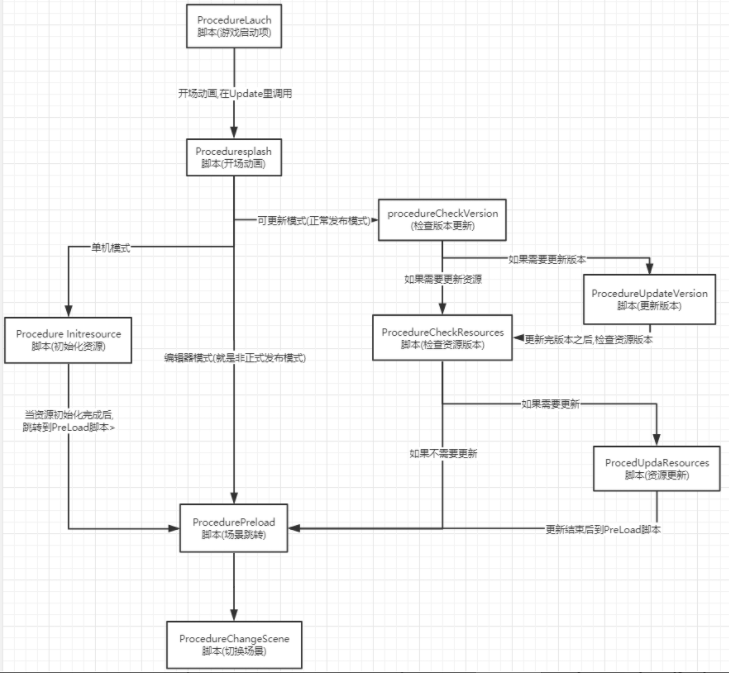 ProcedureLauch
脚本(游戏启动项)
开场动画,在Update里调用
Proceduresplash
脚本(开场动画)
可更新模式(正常发布模式)
procedureCheckVersion
(检查版本更新)
单机模式
如果需要更新版本
如果需要更新资源
ProcedureUpdateVersion
脚本(更新版本)
Procedure Initresource
脚本(初始化资源)
ProcedureCheckResources
脚本(检查资源版本)
更新完版本之后,检查资源版本
编辑器模式(就是非正式发布模式)
当资源初始化完成后,
跳转到PreLoad脚本>
如果需要更新
如果不需要更新
ProcedUpdaResources
脚本(资源更新)
ProcedurePreload
脚本(场景跳转)
更新结束后到PreLoad脚本
ProcedureChangeScene
脚本(切换场景)